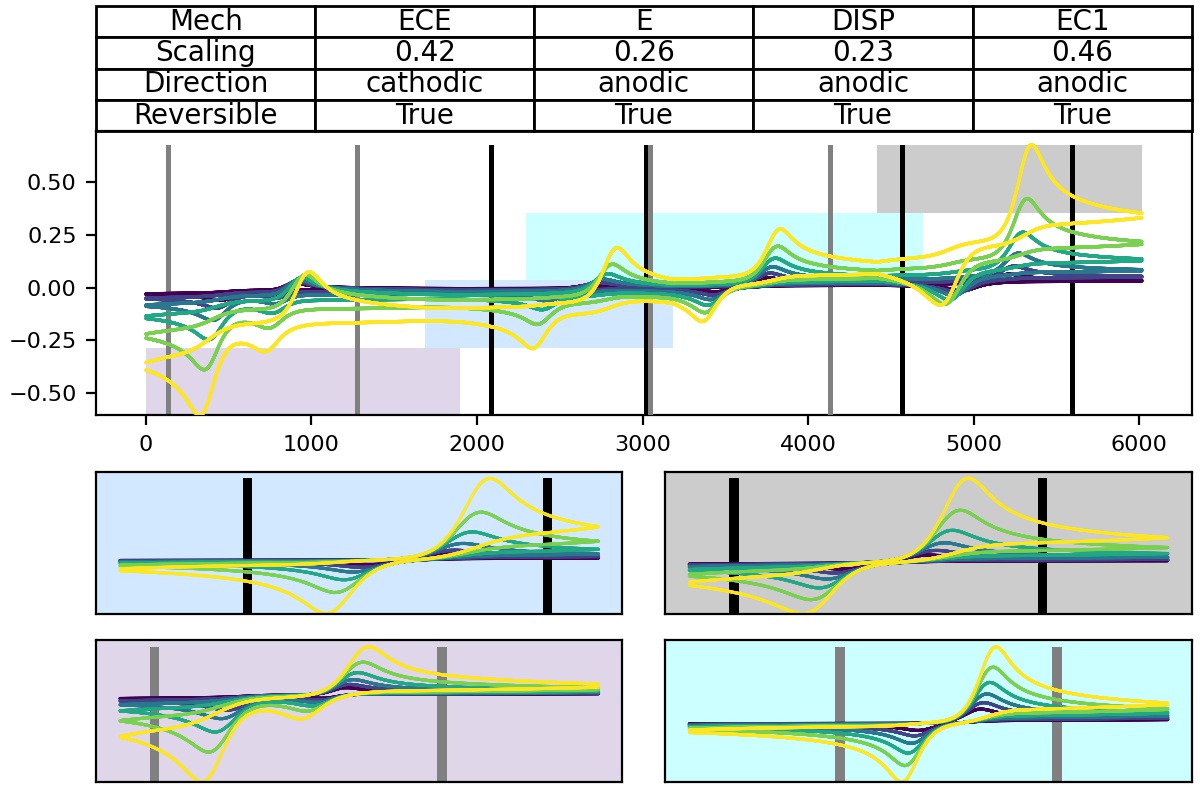 Mech ECE E DISP EC1
Scaling 0.42 0.26 0.23 0.46
Direction cathodic anodic anodic anodic
Reversible True True True True
0.50
0.25
0.00
−0.25
−0.50
0 1000 2000 3000 4000 5000 6000